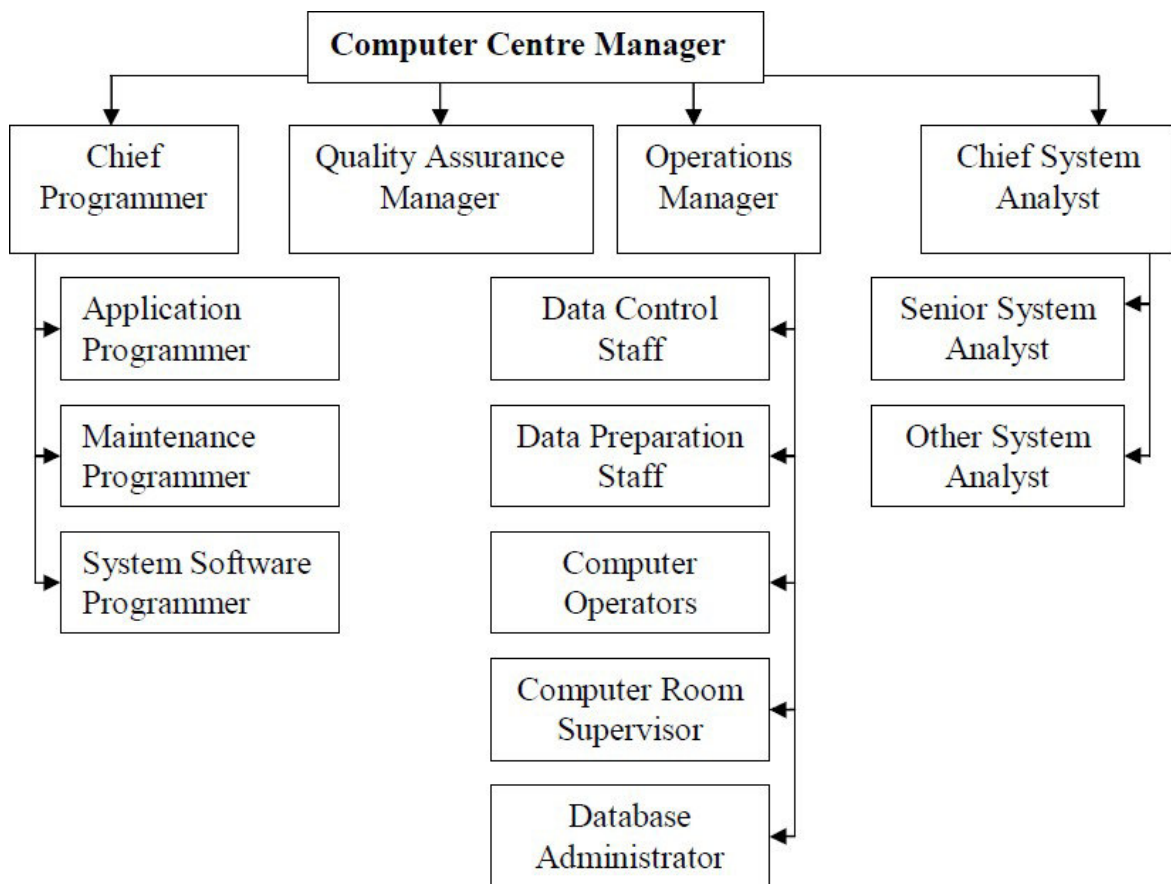 Computer Centre Manager
Chief
Programmer
Quality Assurance
Manager
Operations
Manager
Chief System
Analyst
Application
Programmer
Maintenance
Programmer
System Software
Programmer
Data Control
Staff
Data Preparation
Staff
Computer
Operators
Computer Room
Supervisor
Database
Administrator
Senior System
Analyst
Other System
Analyst